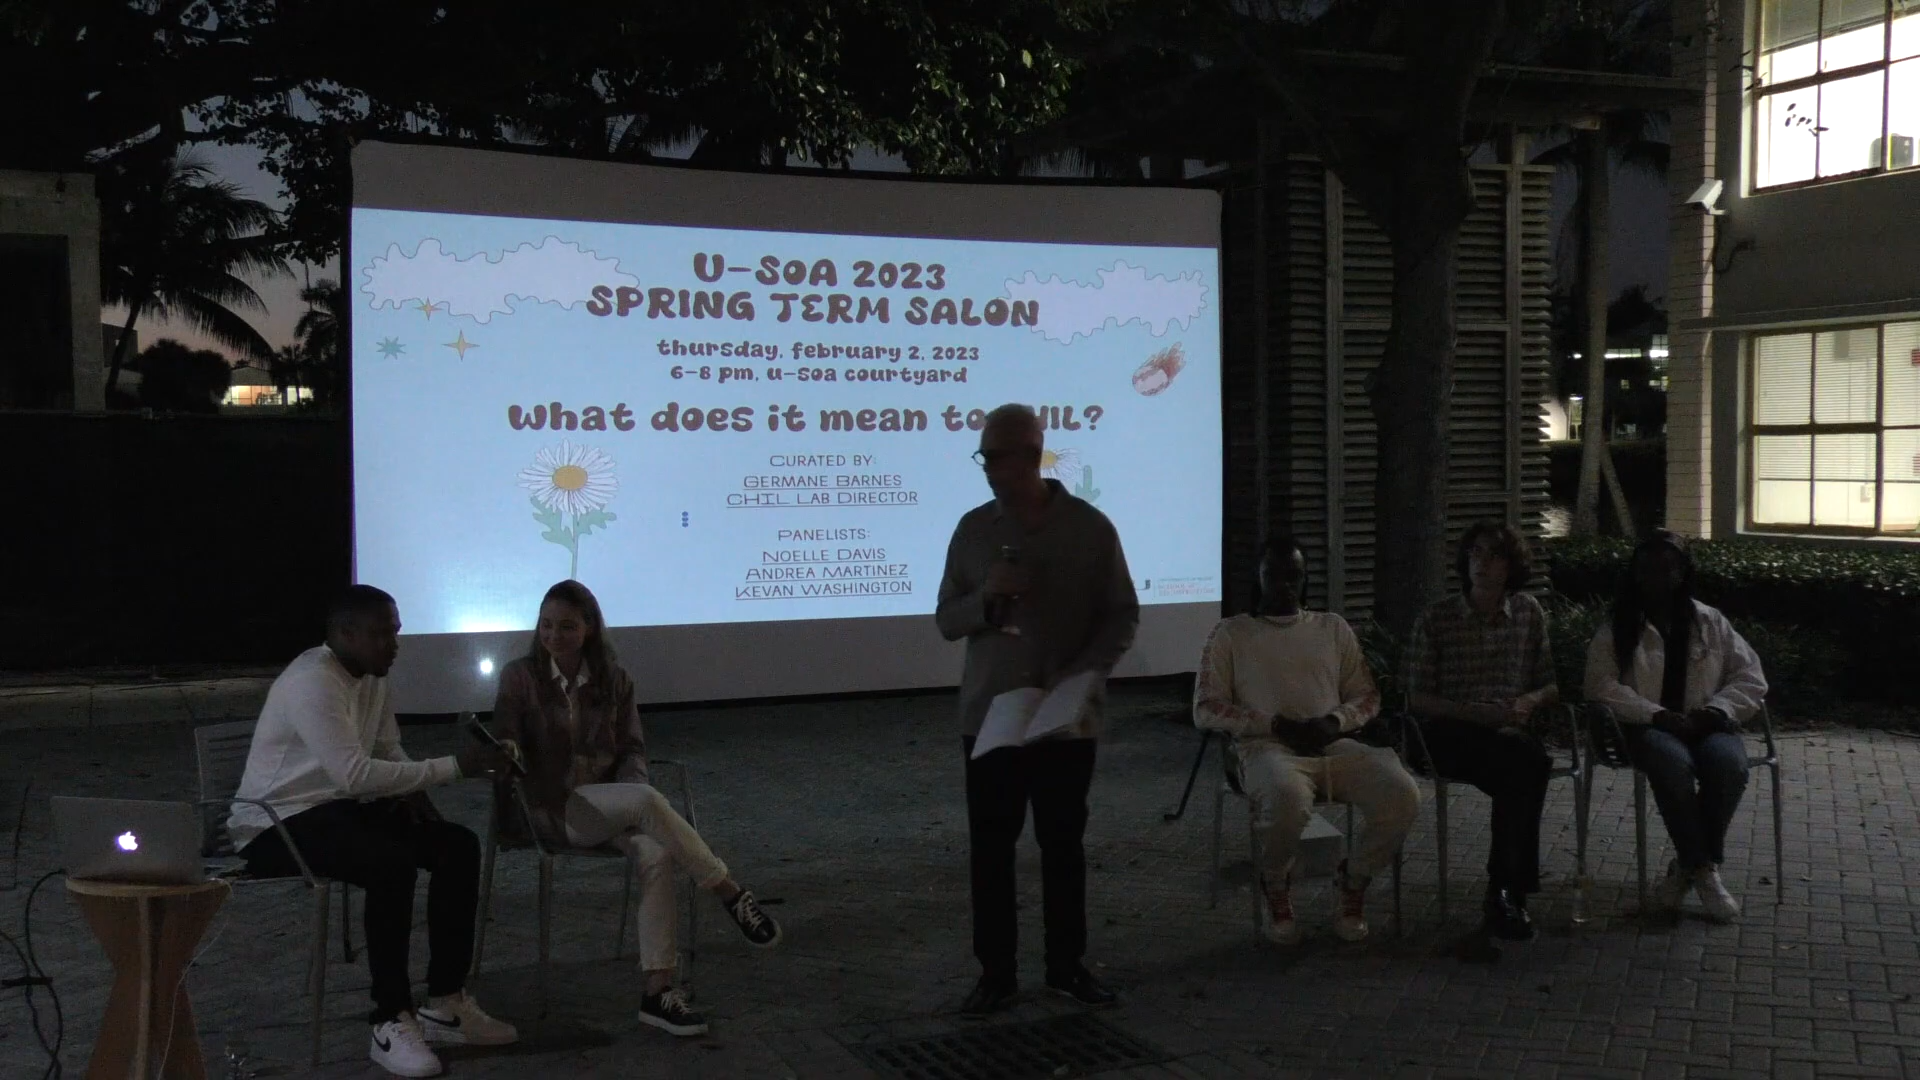 U-SOA 2023
SPRING TERM SALON
thursday, february 2, 2023
6-8 pm, u-soa courtyard
What does it mean to HIL?
CURATED BY:
GERMANE BARNES
CHIL LAB DIRECTOR
PANELISTS:
NOELLE DAVIS
ANDREA MARTINEZ
KEVAN WASHINGTON